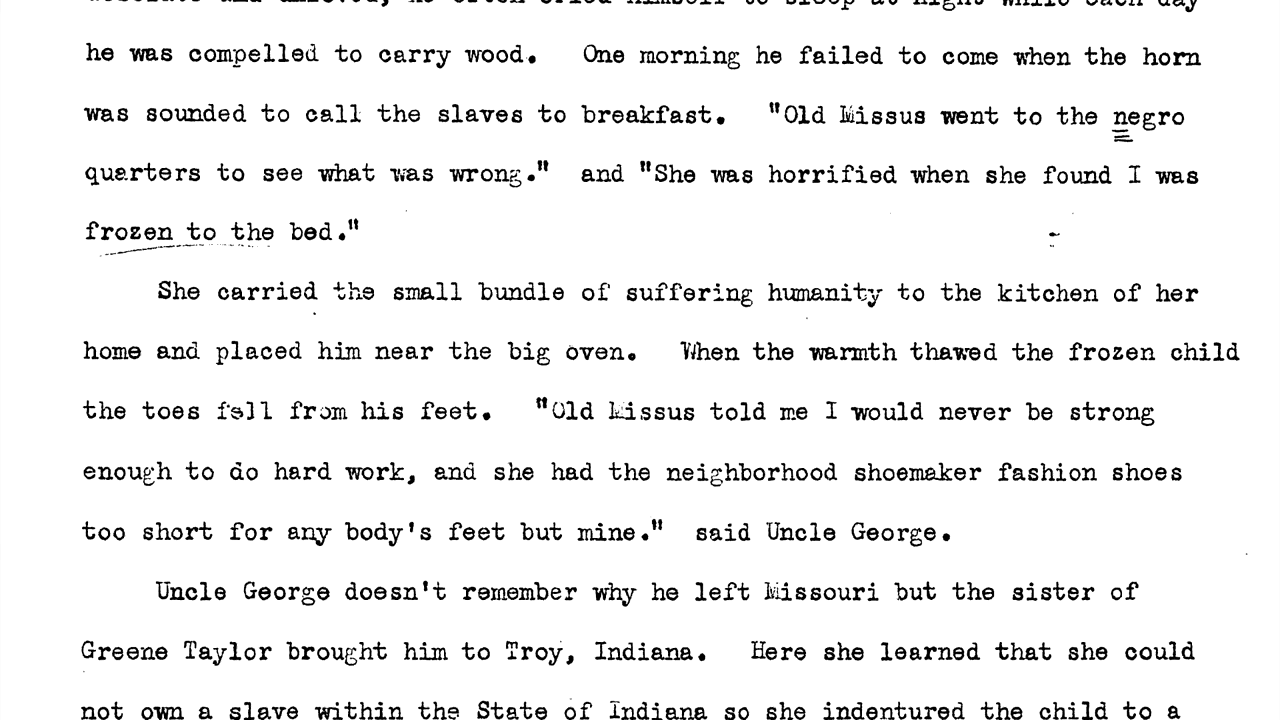 he was compelled to carry wood. One morning he failed to come when the horn
was sounded to call the slaves to breakfast. "Old Missus went to the negro
quarters to see what was wrong." and "She was horrified when she found I was
frozen to the bed."
She carried the small bundle of suffering humanity to the kitchen of her
home and placed him near the big oven. When the warmth thawed the frozen child
the toes fell from his feet. "Old Missus told me I would never be strong
enough to do hard work, and she had the neighborhood shoemaker fashion shoes
too short for any body's feet but mine." said Uncle George.
Uncle George doesn't remember why he left Missouri but the sister of
Greene Taylor brought him to Troy, Indiana. Here she learned that she could
not own a slave within the State of Indiana so she indentured the child to a